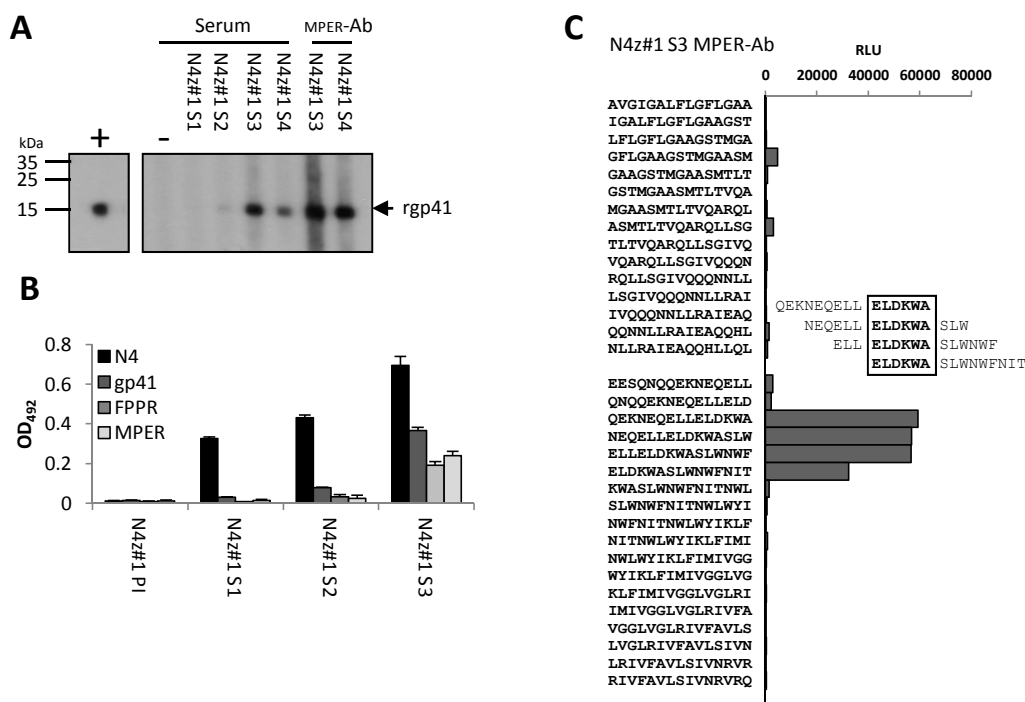 A
Serum
MPER-Ab
N4z#1 S1
N4z#1 S2
N4z#1 S3
N4z#1 S4
N4z#1 S3
N4z#1 S4
kDa
+
-
35
25
15
rgp41
B
0.8
0.6
0.4
0.2
0
OD492
N4
gp41
FPPR
MPER
N4z#1 PI
N4z#1 S1
N4z#1 S2
N4z#1 S3
C
N4z#1 S3 MPER-Ab
RLU
0 20000 40000 60000 80000
AVGIGALFLGFLGAA
IGALFLGFLGAAGST
LFLGFLGAAGSTMGA
GFLGAAGSTMGAASM
GAAGSTMGAASMTLT
GSTMGAASMTLTVQA
MGAASMTLTVQARQL
ASMTLTVQARQLLSG
TLTVQARQLLSGIVQ
VQARQLLSGIVQQQN
RQLLSGIVQQQNNLL
LSGIVQQQNNLLRAI
IVQQQNNLLRAIEAQ
QQNNLLRAIEAQQHL
NLLRAIEAQQHLLQL
EESQNQQEKNEQELL
QNQQEKNEQELLELD
QEKNEQELLELDKWA
NEQELLELDKWASLW
ELLELDKWASLWNWF
ELDKWASLWNWFNIT
KWASLWNWFNITNWL
SLWNWFNITNWLWYI
NWFNITNWLWYIKLF
NITNWLWYIKLFIMI
NWLWYIKLFIMIVGG
WYIKLFIMIVGGLVG
KLFIMIVGGLVGLRI
IMIVGGLVGLRIVFA
VGGLVGLRIVFAVLS
LVGLRIVFAVLSIVN
LRIVFAVLSIVNRVR
RIVFAVLSIVNRVRQ
QEKNEQELL ELDKWA
NEQELL ELDKWA SLW
ELL ELDKWA SLWNWF
ELDKWA SLWNWFNIT